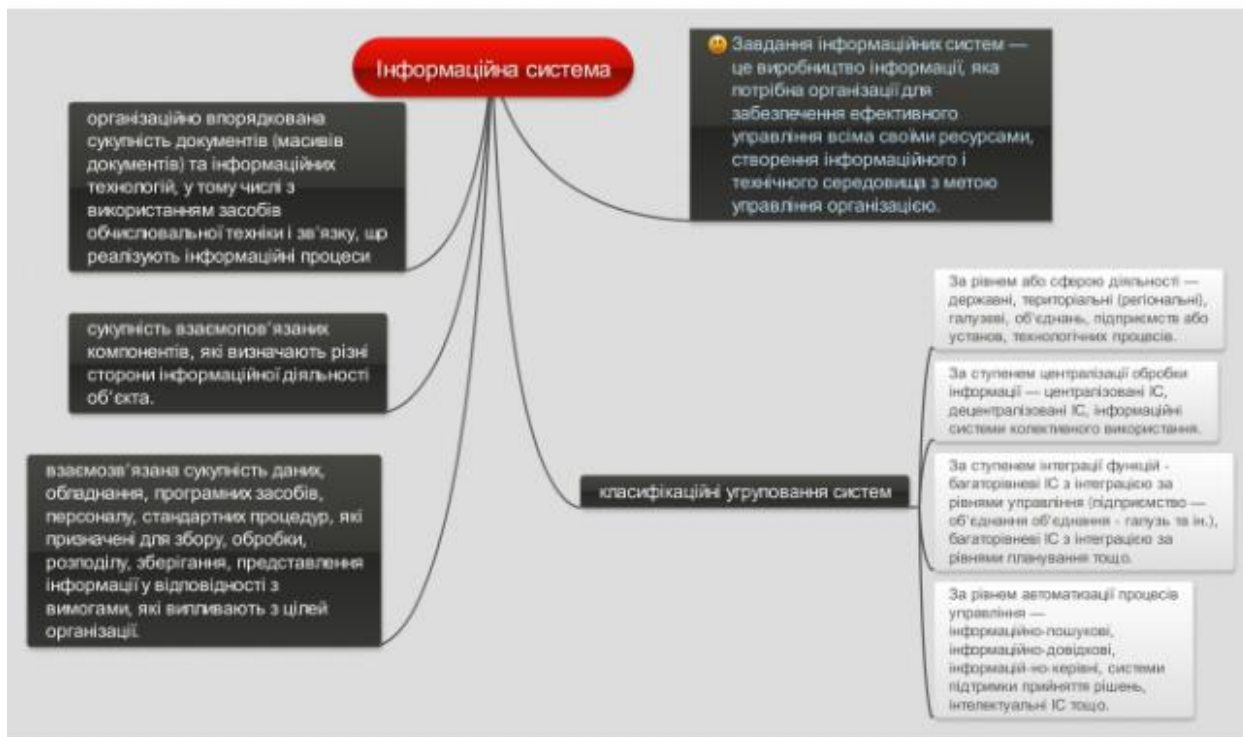 Інформаційна система
організаційно впорядкована
сукупність документів (масивів
документів) та інформаційних
технологій, у тому числі з
використанням засобів
обчислювальної техніки і зв'язку, що
реалізують інформаційні процеси
сукупність взаємопов'язаних
компонентів, які визначають різні
сторони інформаційної діяльності
об'єкта.
взаємозв'язана сукупність даних,
обладнання, програмних засобів,
персоналу, стандартних процедур, які
призначені для збору, обробки,
розподілу, зберігання, представлення
інформації у відповідності з
вимогами, які випливають з цілей
організації.
Завдання інформаційних систем —
це виробництво інформації, яка
потрібна організації для
забезпечення ефективного
управління всіма своїми ресурсами,
створення інформаційного і
технічного середовища з метою
управління організацією.
класифікаційні угруповання систем
За рівнем або сферою діяльності —
державні, територіальні (регіональні),
галузеві, об'єднань, підприємств або
установ, технологічних процесів.
За ступенем централізації обробки
інформації — централізовані ІС,
децентралізовані ІС, інформаційні
системи колективного використання.
За ступенем інтеграції функцій -
багаторівневі ІС з інтеграцією за
рівнями управління (підприємство —
об'єднання об'єднання - галузь та ін.),
багаторівневі ІС з інтеграцією за
рівнями планування тощо.
За рівнем автоматизації процесів
управління —
інформаційно-пошукові,
інформаційно-довідкові,
інформацій-но-керівні, системи
підтримки прийняття рішень,
інтелектуальні ІС тощо.